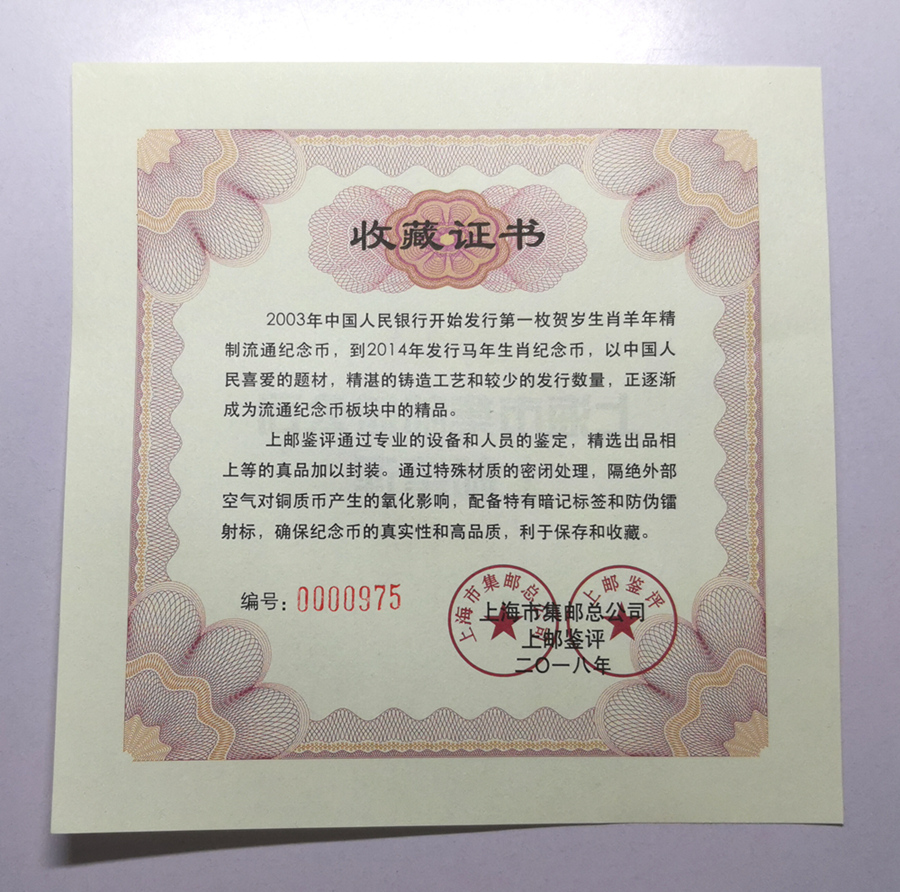 收藏证书
2003年中国人民银行开始发行第一枚贺岁生肖羊年精
制流通纪念币，到2014年发行马年生肖纪念币，以中国人
民喜爱的题材，精湛的铸造工艺和较少的发行数量，正逐渐
成为流通纪念币板块中的精品。
上邮鉴评通过专业的设备和人员的鉴定，精选出品相
上等的真品加以封装。通过特殊材质的密闭处理，隔绝外部
空气对铜质币产生的氧化影响，配备特有暗记标签和防伪镭
射标，确保纪念币的真实性和高品质，利于保存和收藏。
编号：0000975
上海市集邮总公司
上邮鉴评
上海市集邮总公司
上邮鉴评
二〇一八年